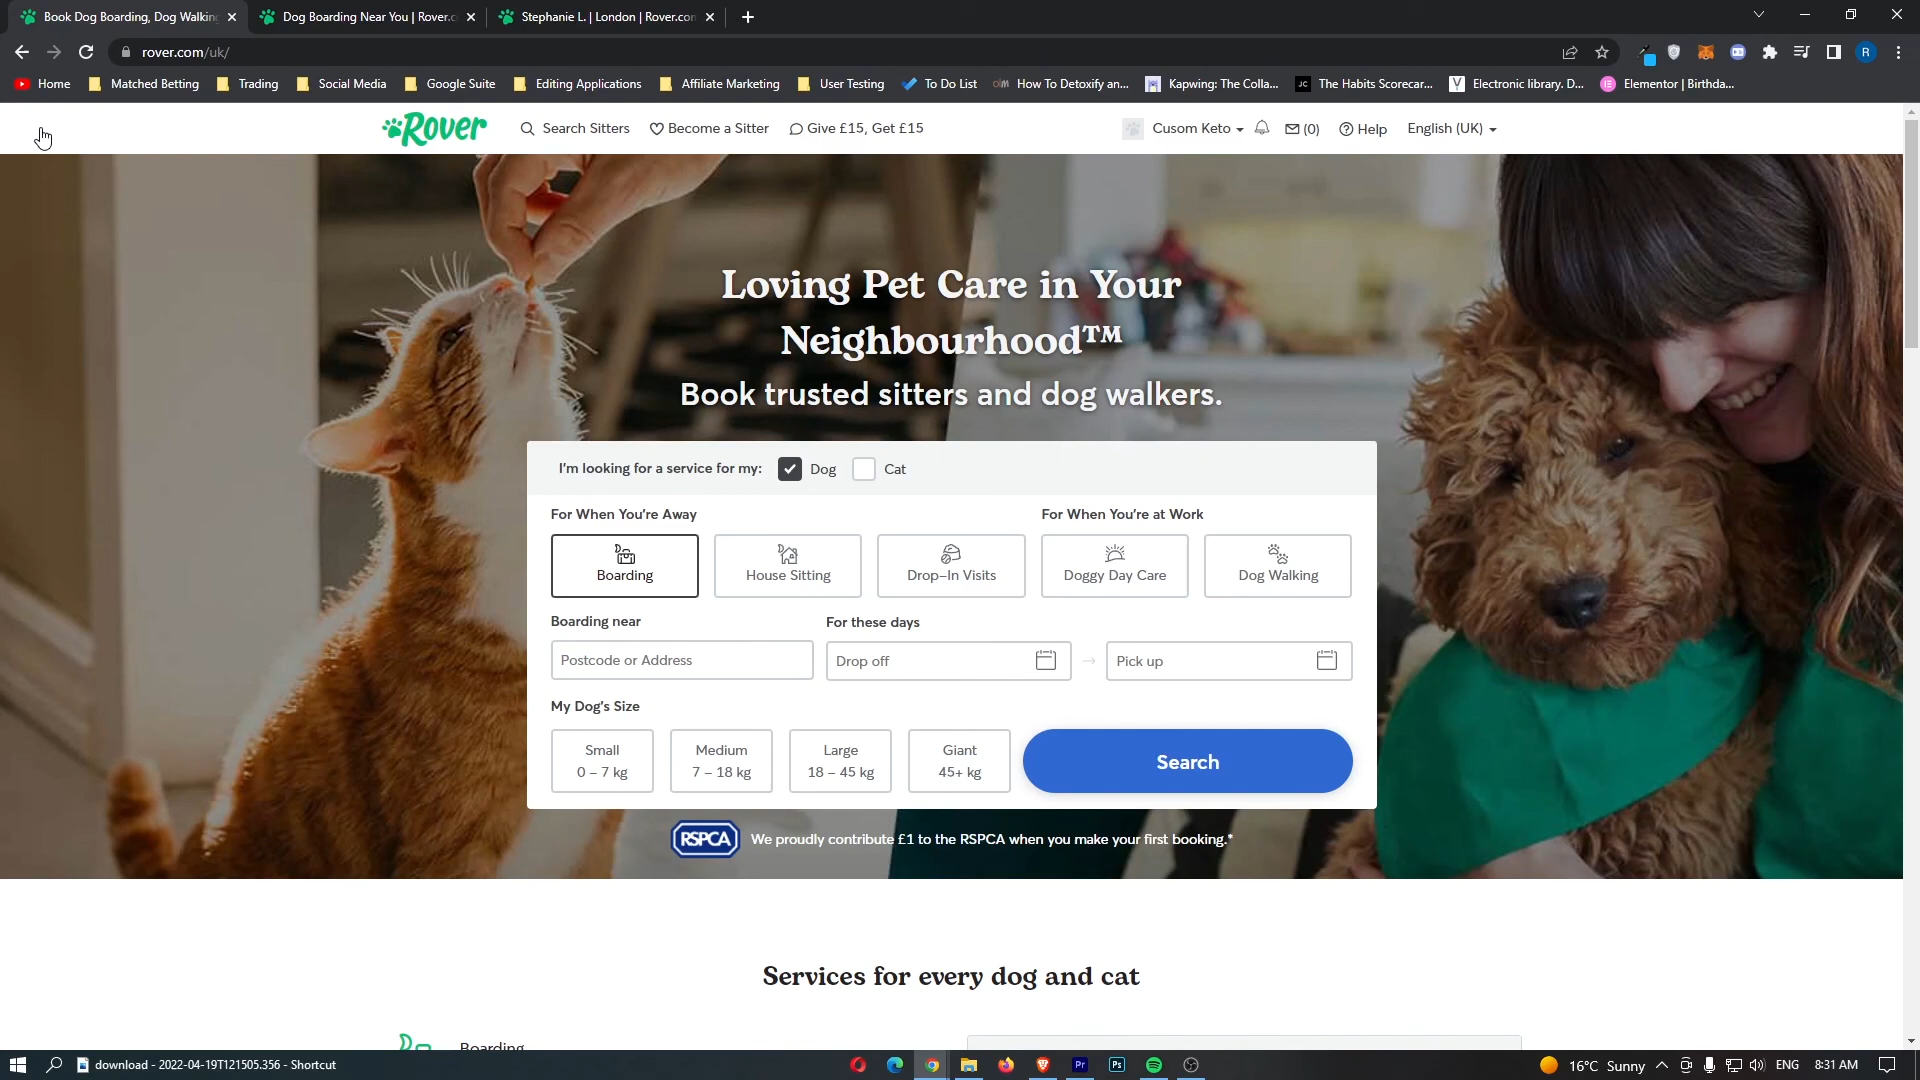 Book Dog Boarding, Dog Walking
Dog Boarding Near You | Rover.c
Stephanie L. | London | Rover.com
rover.com/uk/
R
Home
Matched Betting
Trading
Social Media
Google Suite
Editing Applications
Affiliate Marketing
User Testing
To Do List
How To Detoxify an...
Kapwing: The Colla...
JC
The Habits Scorecar...
Electronic library. D...
Elementor | Birthda...
Rover
Search Sitters
Become a Sitter
Give £15, Get £15
Cusom Keto
(0)
Help
English (UK)
Loving Pet Care in Your
Neighbourhood™
Book trusted sitters and dog walkers.
I'm looking for a service for my:
Dog
Cat
For When You're Away
For When You're at Work
Boarding
House Sitting
Drop-In Visits
Doggy Day Care
Dog Walking
Boarding near
For these days
Postcode or Address
Drop off
Pick up
My Dog's Size
Small
0 – 7 kg
Medium
7 – 18 kg
Large
18 – 45 kg
Giant
45+ kg
Search
RSPCA
We proudly contribute £1 to the RSPCA when you make your first booking.*
Services for every dog and cat
Boarding
download - 2022-04-19T121505.356 - Shortcut
Pr
Ps
16°C Sunny
ENG
8:31 AM